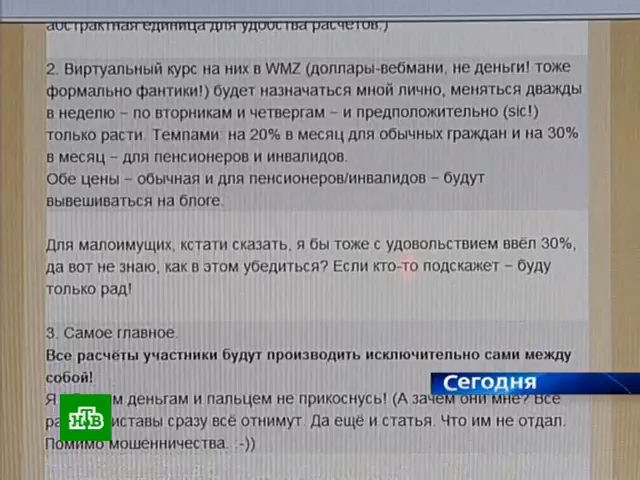 абстрактная единица для удобства расчётов.)
2. Виртуальный курс на них в WMZ (доллары-вебмани, не деньги! тоже
формально фантики!) будет назначаться мной лично, меняться дважды
в неделю – по вторникам и четвергам – и предположительно (sic!)
только расти. Темпами: на 20% в месяц для обычных граждан и на 30%
в месяц – для пенсионеров и инвалидов.
Обе цены – обычная и для пенсионеров/инвалидов – будут
вывешиваться на блоге.
Для малоимущих, кстати сказать, я бы тоже с удовольствием ввёл 30%,
да вот не знаю, как в этом убедиться? Если кто-то подскажет – буду
только рад!
3. Самое главное.
Все расчёты участники будут производить исключительно сами между
собой!
Я м деньгам и пальцем не прикоснусь! (А зачем они мне? Всё
ра иставы сразу всё отнимут. Да ещё и статья. Что им не отдал.
Помимо мошенничества. :-))
Сегодня
НТВ